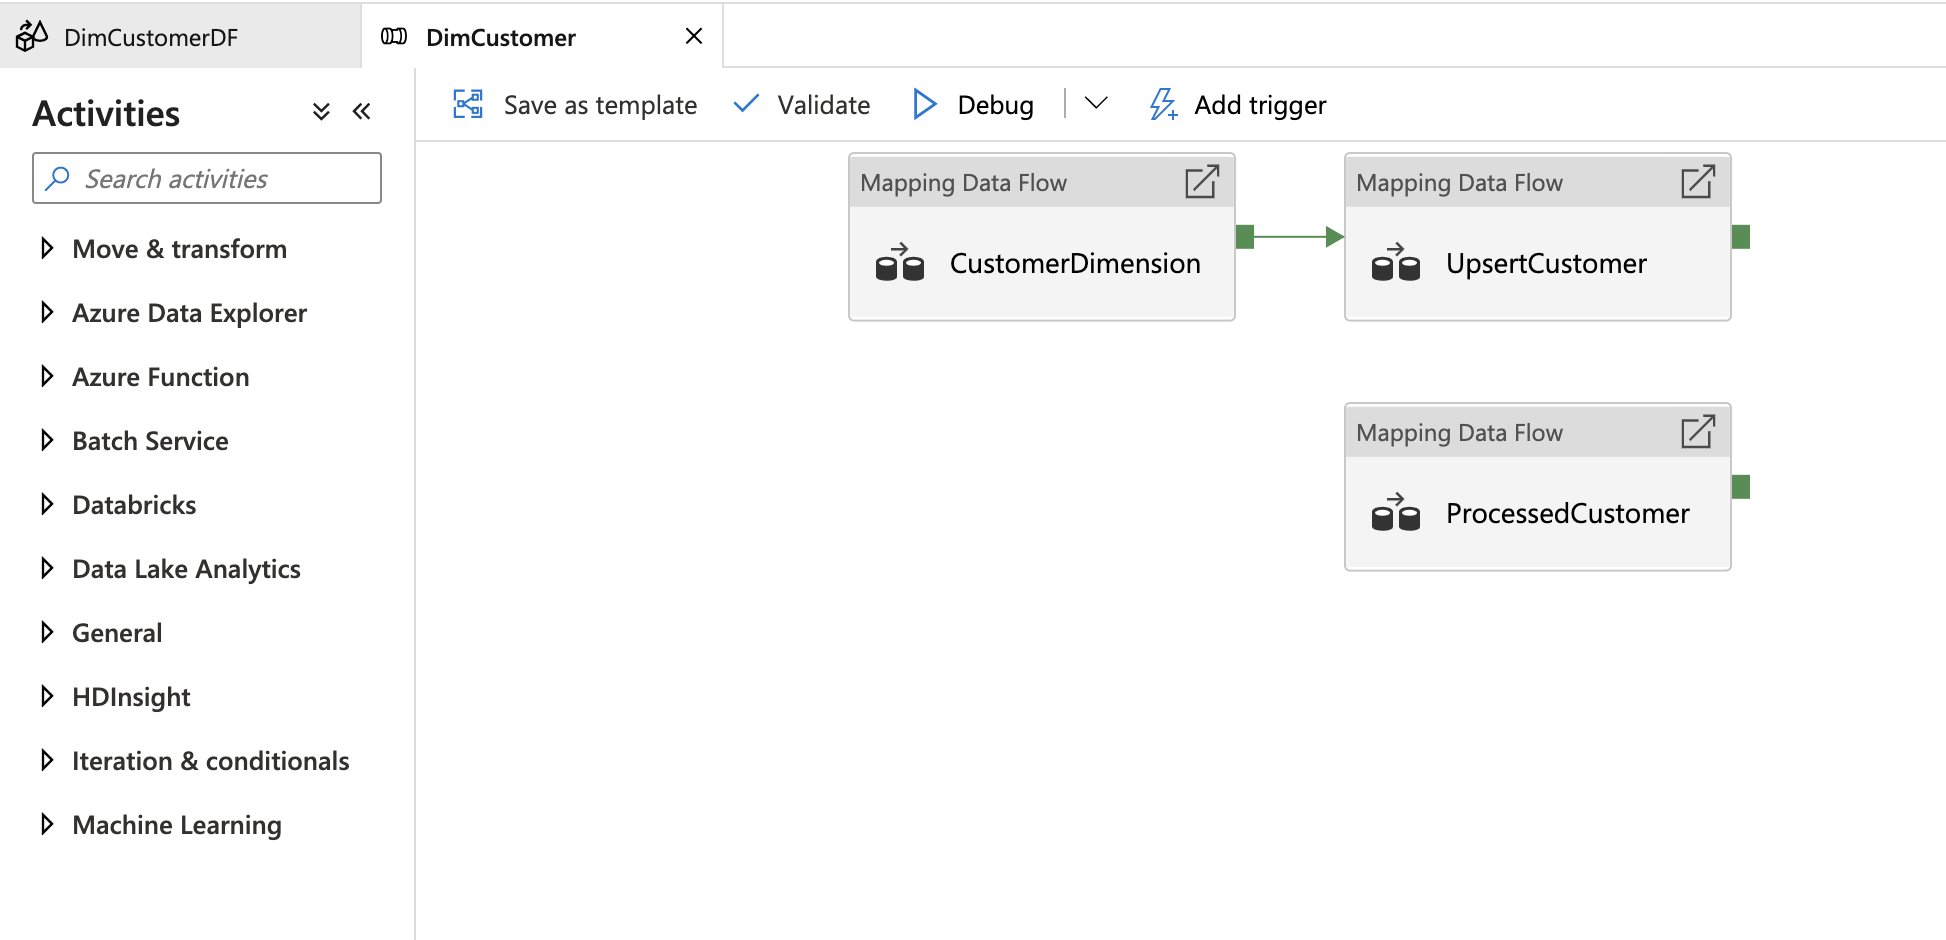 DimCustomerDF
DimCustomer
Activities
Search activities
Move & transform
Azure Data Explorer
Azure Function
Batch Service
Databricks
Data Lake Analytics
General
HDInsight
Iteration & conditionals
Machine Learning
Save as template
Validate
Debug
Add trigger
Mapping Data Flow
CustomerDimension
Mapping Data Flow
UpsertCustomer
Mapping Data Flow
ProcessedCustomer